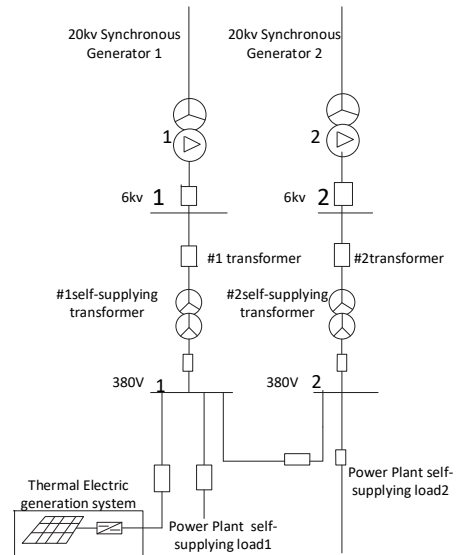 20kv Synchronous
Generator 1
20kv Synchronous
Generator 2
1
2
6kv 1
6kv 2
#1 transformer
#2transformer
#1self-supplying
transformer
#2self-supplying
transformer
380V 1
380V 2
Thermal Electric
generation system
Power Plant self-
supplying load1
Power Plant self-
supplying load2